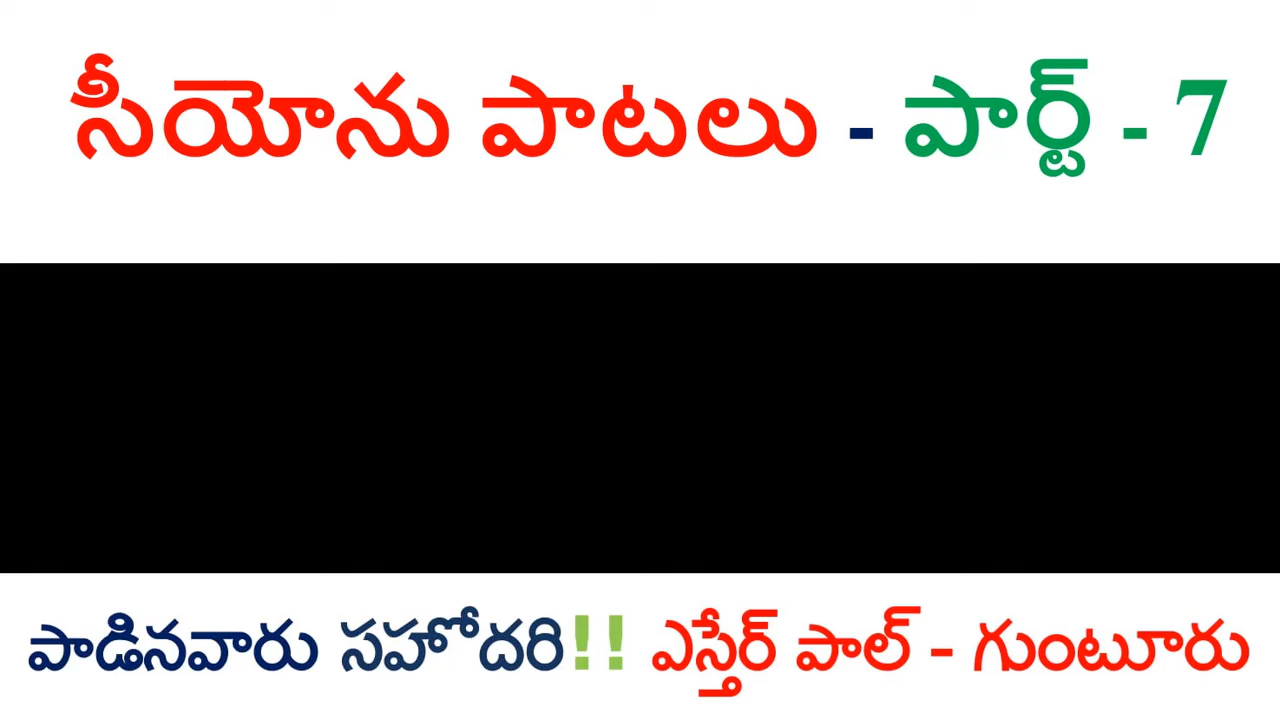 సీయోను పాటలు - పార్ట్ - 7
పాడినవారు సహోదరి!! ఎస్తేర్ పాల్ - గుంటూరు